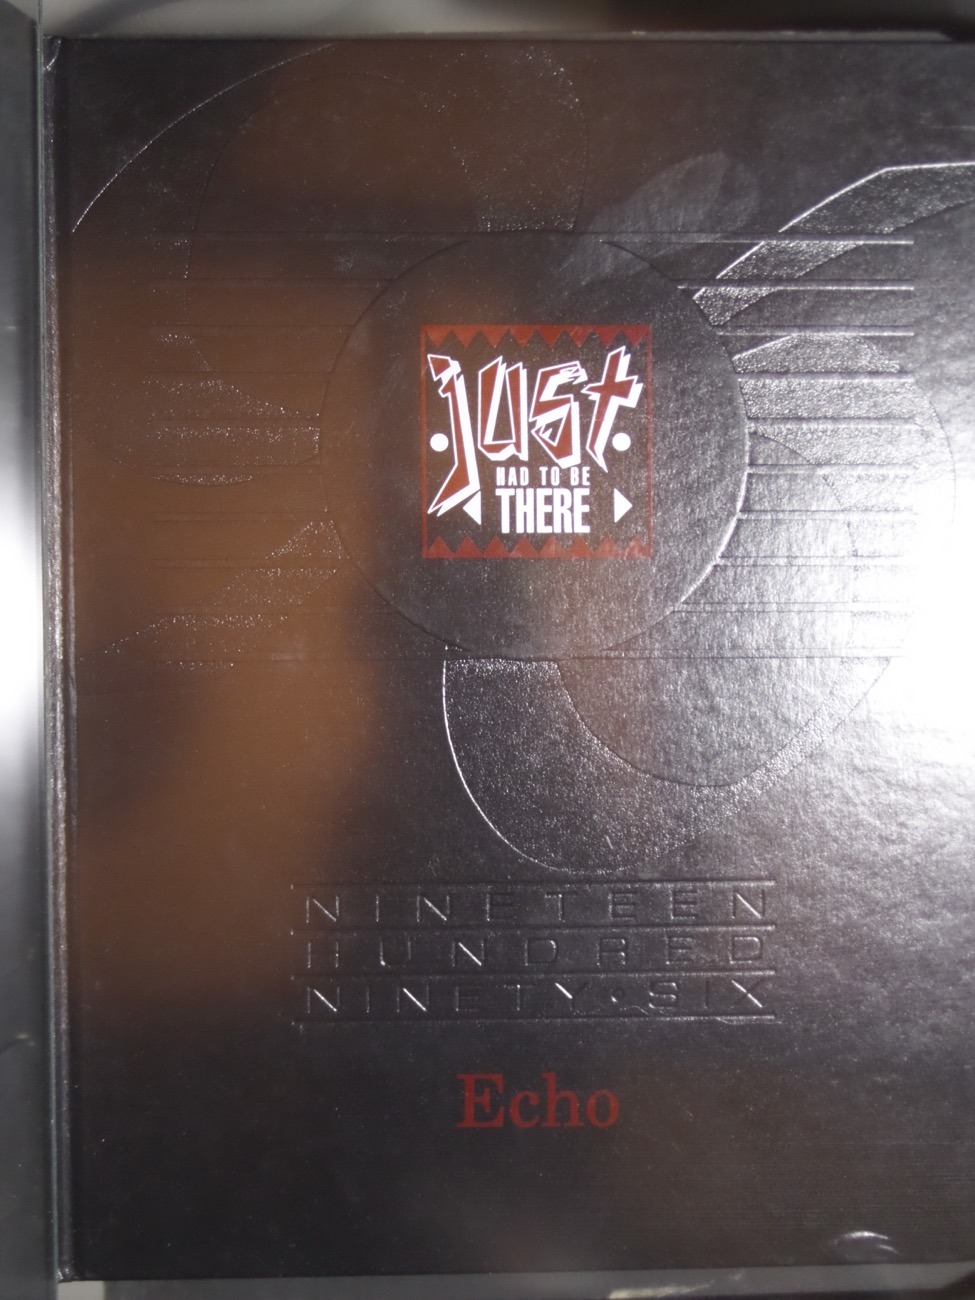 just
HAD TO BE
THERE
NINETEEN
HUNDRED
NINETY•SIX
Echo